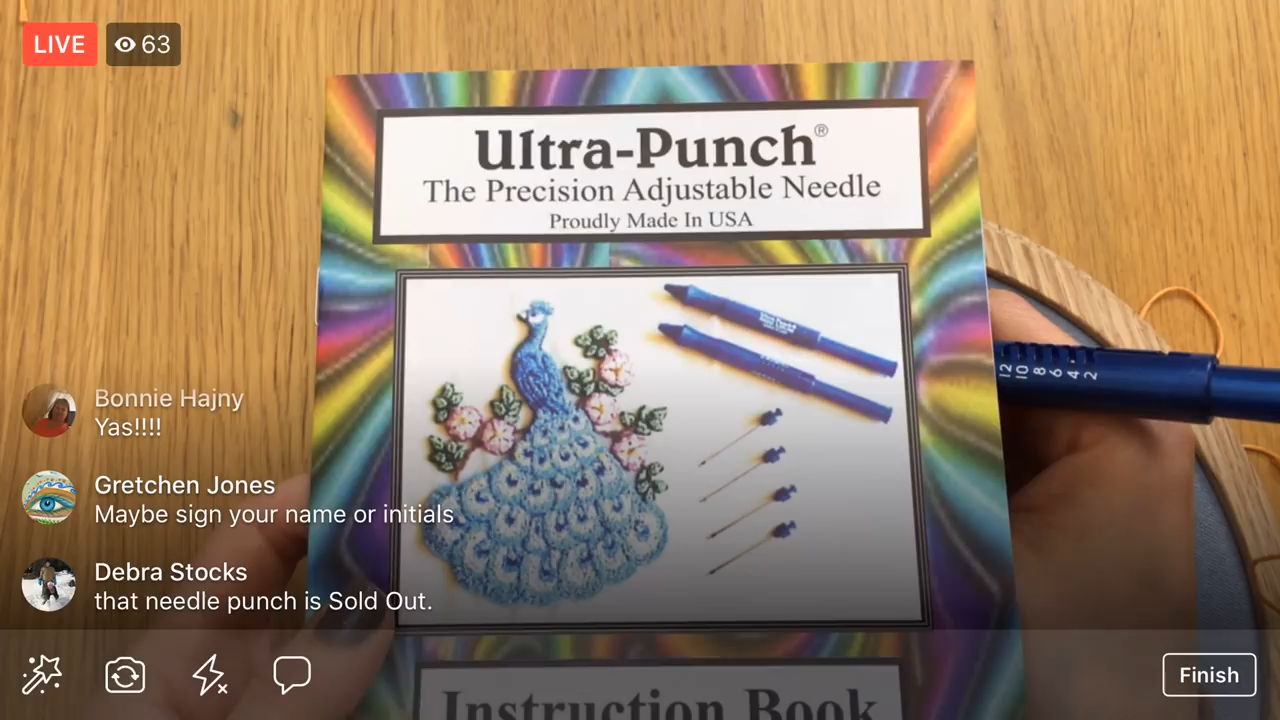 LIVE 63
Ultra-Punch®
The Precision Adjustable Needle
Proudly Made In USA
12 10 8 6 4 2
Bonnie Hajny
Yas!!!!
Gretchen Jones
Maybe sign your name or initials
Debra Stocks
that needle punch is Sold Out.
Finish
Instruction Book